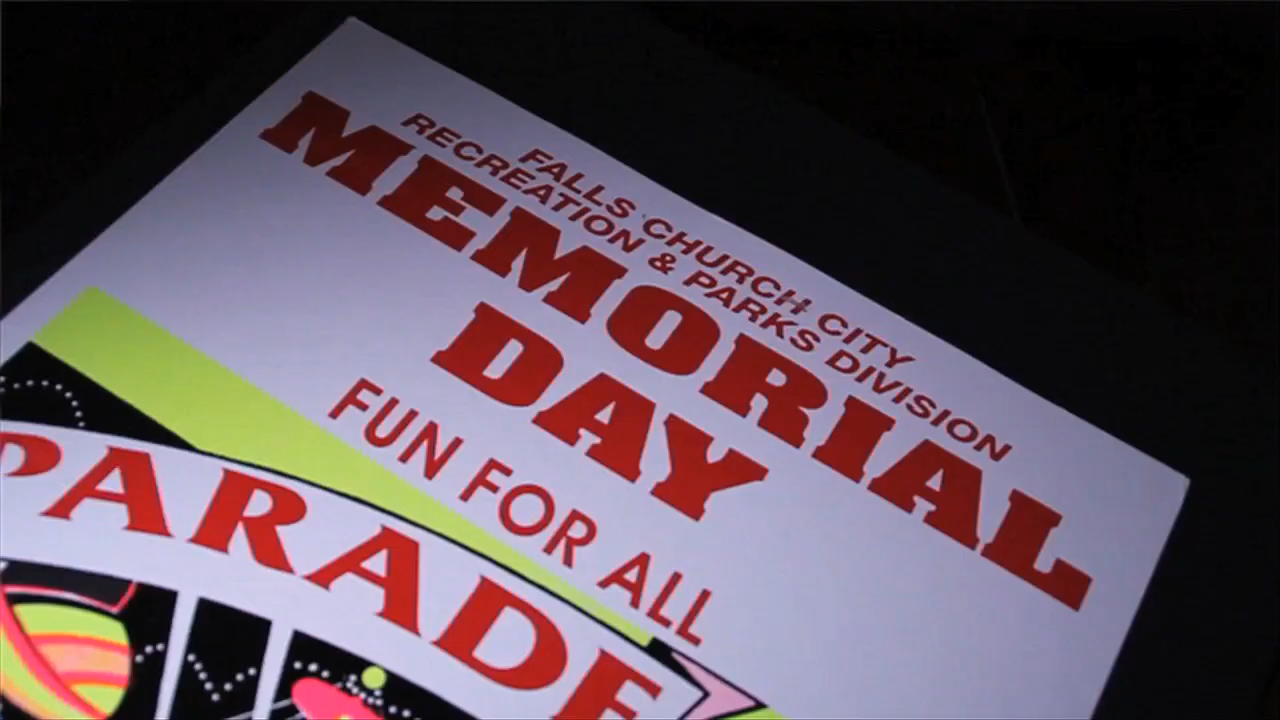 FALLS CHURCH CITY
RECREATION & PARKS DIVISION
MEMORIAL
DAY
FUN FOR ALL
PARADE